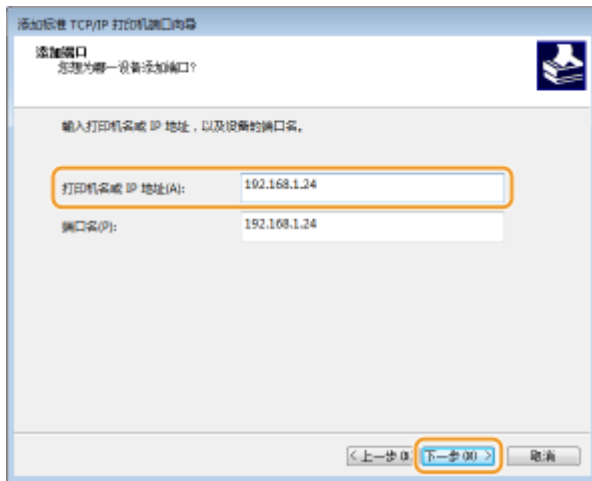 添加标准 TCP/IP 打印机端口向导
添加端口
您想为哪一设备添加端口?
输入打印机名或 IP 地址，以及设备的端口名。
打印机名或 IP 地址(A): 192.168.1.24
端口名(P): 192.168.1.24
<上一步(B) 下一步(N) > 取消